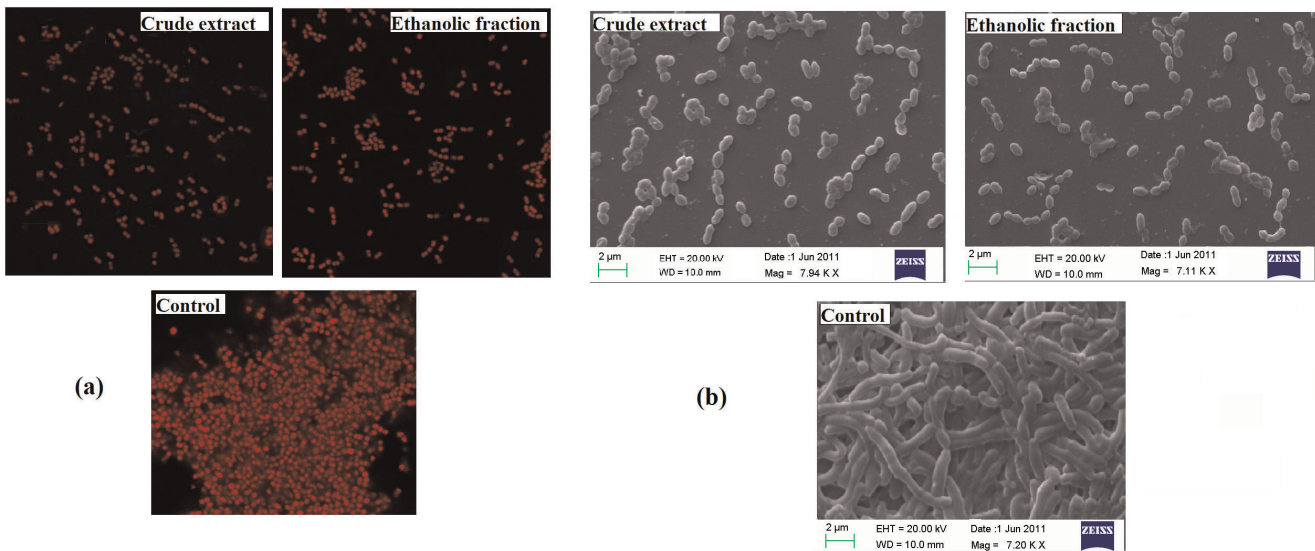 Crude extract
Ethanolic fraction
Control
(a)
Crude extract
2 µm
EHT = 20.00 kV
WD = 10.0 mm
Date :1 Jun 2011
Mag = 7.94 K X
ZEISS
Ethanolic fraction
2 µm
EHT = 20.00 kV
WD = 10.0 mm
Date :1 Jun 2011
Mag = 7.11 K X
ZEISS
Control
2 µm
EHT = 20.00 kV
WD = 10.0 mm
Date :1 Jun 2011
Mag = 7.20 K X
ZEISS
(b)